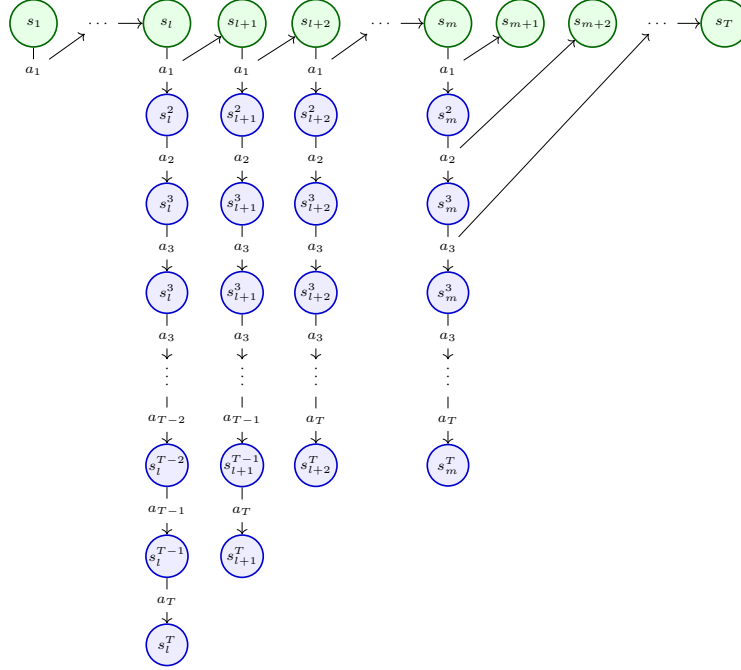 s_1 ⋯ s_l s_{l+1} s_{l+2} ⋯ s_m s_{m+1} s_{m+2} ⋯ s_T
a_1 a_1 a_1 a_1 a_1
s_l^2 s_{l+1}^2 s_{l+2}^2 s_m^2
a_2 a_2 a_2 a_2
s_l^3 s_{l+1}^3 s_{l+2}^3 s_m^3
a_3 a_3 a_3 a_3
s_l^3 s_{l+1}^3 s_{l+2}^3 s_m^3
a_3 a_3 a_3 a_3
⋮ ⋮ ⋮ ⋮
a_{T−2} a_{T−1} a_T a_T
s_l^{T−2} s_{l+1}^{T−1} s_{l+2}^T s_m^T
a_{T−1} a_T
s_l^{T−1} s_{l+1}^T
a_T
s_l^T